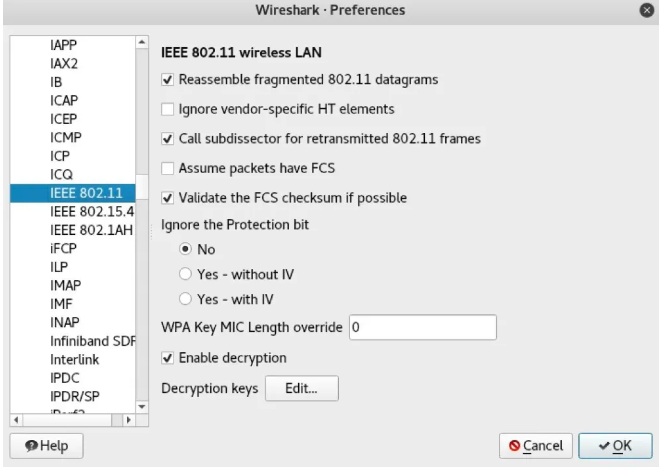 Wireshark · Preferences
IAPP
IAX2
IB
ICAP
ICEP
ICMP
ICP
ICQ
IEEE 802.11
IEEE 802.15.4
IEEE 802.1AH
iFCP
ILP
IMAP
IMF
INAP
Infiniband SDP
Interlink
IPDC
IPDR/SP
iPerf2
IEEE 802.11 wireless LAN
Reassemble fragmented 802.11 datagrams
Ignore vendor-specific HT elements
Call subdissector for retransmitted 802.11 frames
Assume packets have FCS
Validate the FCS checksum if possible
Ignore the Protection bit
No
Yes - without IV
Yes - with IV
WPA Key MIC Length override 0
Enable decryption
Decryption keys Edit...
Help
Cancel
OK